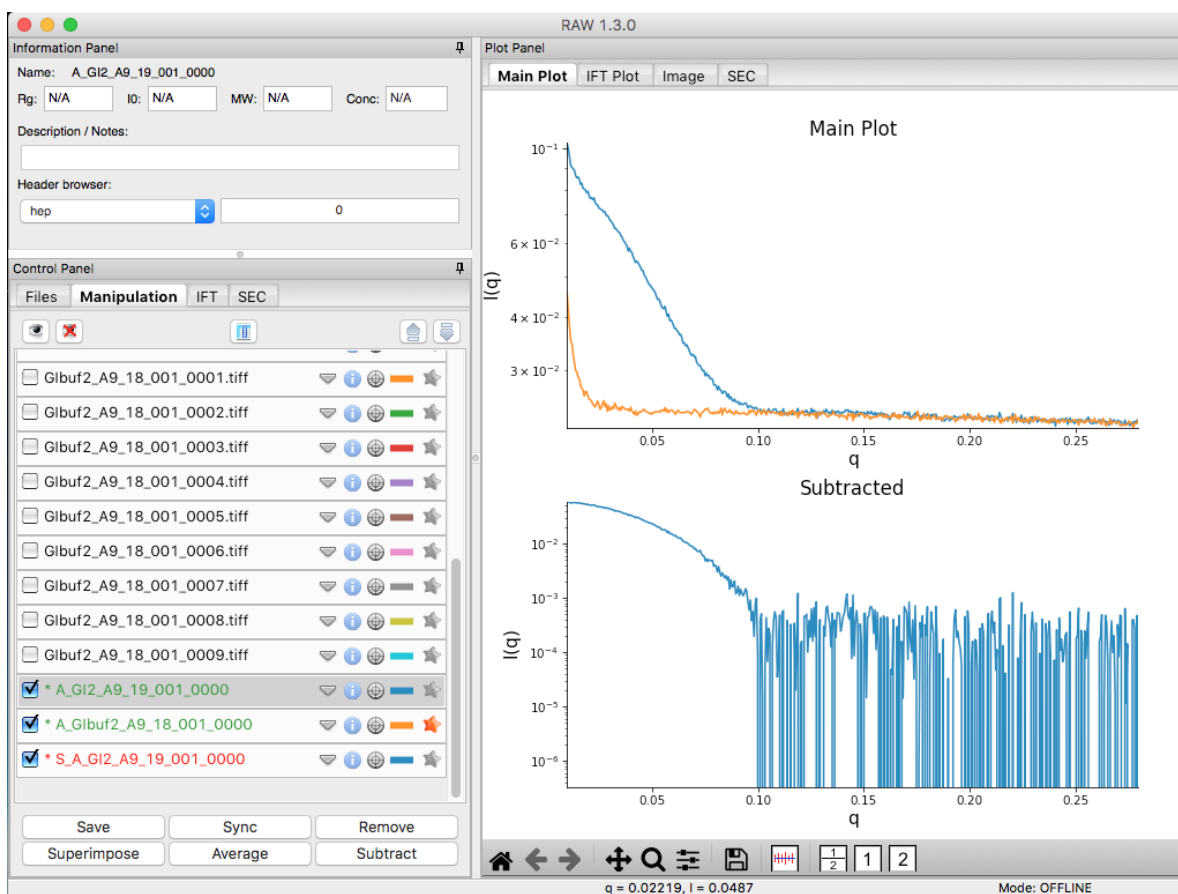 RAW 1.3.0
Information Panel
Name: A_GI2_A9_19_001_0000
Rg: N/A I0: N/A MW: N/A Conc: N/A
Description / Notes:
Header browser:
hep 0
Control Panel
Files Manipulation IFT SEC
GIbuf2_A9_18_001_0001.tiff
GIbuf2_A9_18_001_0002.tiff
GIbuf2_A9_18_001_0003.tiff
GIbuf2_A9_18_001_0004.tiff
GIbuf2_A9_18_001_0005.tiff
GIbuf2_A9_18_001_0006.tiff
GIbuf2_A9_18_001_0007.tiff
GIbuf2_A9_18_001_0008.tiff
GIbuf2_A9_18_001_0009.tiff
* A_GI2_A9_19_001_0000
* A_GIbuf2_A9_18_001_0000
* S_A_GI2_A9_19_001_0000
Save Sync Remove
Superimpose Average Subtract
Plot Panel
Main Plot IFT Plot Image SEC
Main Plot
10⁻¹
6 × 10⁻²
4 × 10⁻²
3 × 10⁻²
I(q)
0.05 0.10 0.15 0.20 0.25
q
Subtracted
10⁻²
10⁻³
10⁻⁴
10⁻⁵
10⁻⁶
I(q)
0.05 0.10 0.15 0.20 0.25
q
1/2 1 2
q = 0.02219, I = 0.0487 Mode: OFFLINE